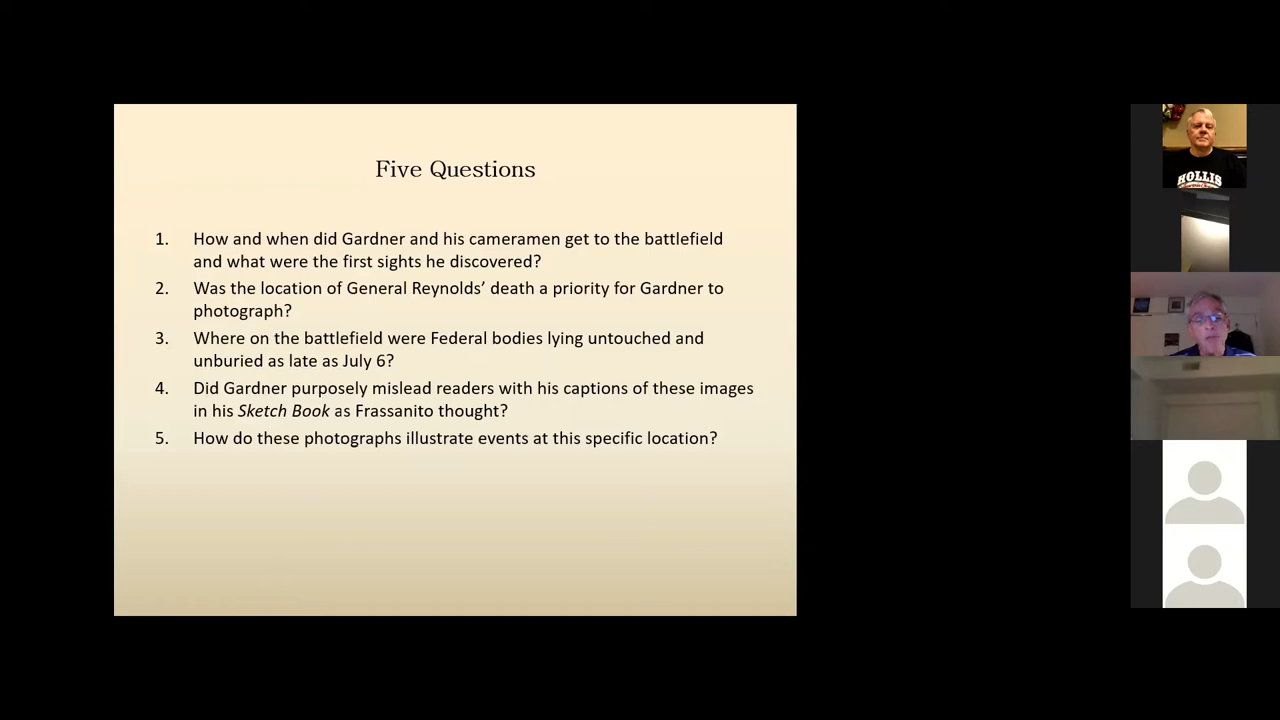 Five Questions
1. How and when did Gardner and his cameramen get to the battlefield
and what were the first sights he discovered?
2. Was the location of General Reynolds’ death a priority for Gardner to
photograph?
3. Where on the battlefield were Federal bodies lying untouched and
unburied as late as July 6?
4. Did Gardner purposely mislead readers with his captions of these images
in his Sketch Book as Frassanito thought?
5. How do these photographs illustrate events at this specific location?
HOLLIS